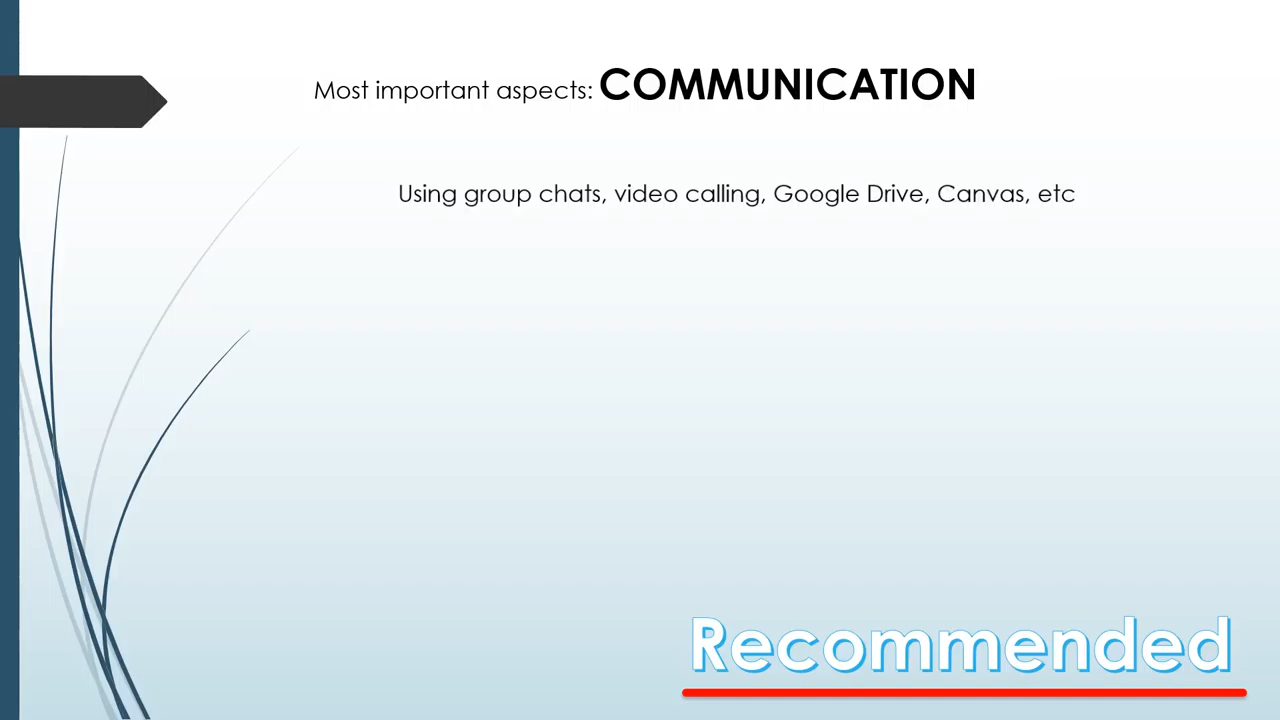 Most important aspects: COMMUNICATION
Using group chats, video calling, Google Drive, Canvas, etc
Recommended